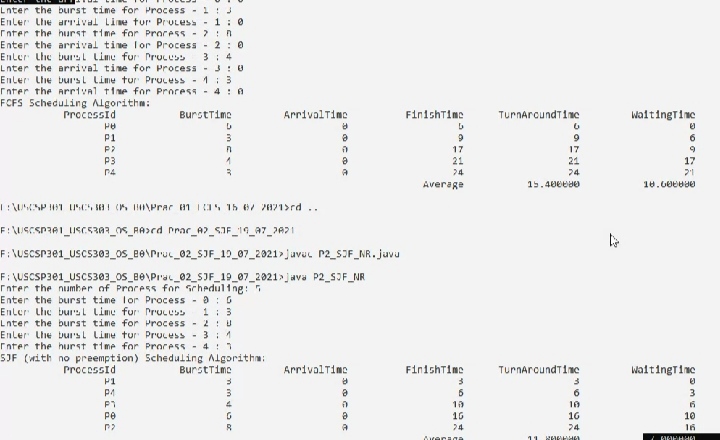 Enter the burst time for Process - 1 : 3
Enter the arrival time for Process - 1 : 0
Enter the burst time for Process - 2 : 8
Enter the arrival time for Process - 2 : 0
Enter the burst time for Process - 3 : 4
Enter the arrival time for Process - 3 : 0
Enter the burst time for Process - 4 : 3
Enter the arrival time for Process - 4 : 0
FCFS Scheduling Algorithm:
ProcessId BurstTime ArrivalTime FinishTime TurnAroundTime WaitingTime
P0 6 0 6 6 0
P1 3 0 9 9 6
P2 8 0 17 17 9
P3 4 0 21 21 17
P4 3 0 24 24 21
Average 15.400000 10.600000
F:\USCSP301_USCS303_OS_B0\Prac_01_FCFS_16_07_2021>cd ..
F:\USCSP301_USCS303_OS_B0>cd Prac_02_SJF_19_07_2021
F:\USCSP301_USCS303_OS_B0\Prac_02_SJF_19_07_2021>javac P2_SJF_NR.java
F:\USCSP301_USCS303_OS_B0\Prac_02_SJF_19_07_2021>java P2_SJF_NR
Enter the number of Process for Scheduling: 5
Enter the burst time for Process - 0 : 6
Enter the burst time for Process - 1 : 3
Enter the burst time for Process - 2 : 8
Enter the burst time for Process - 3 : 4
Enter the burst time for Process - 4 : 3
SJF (with no preemption) Scheduling Algorithm:
ProcessId BurstTime ArrivalTime FinishTime TurnAroundTime WaitingTime
P1 3 0 3 3 0
P4 3 0 6 6 3
P3 4 0 10 10 6
P0 6 0 16 16 10
P2 8 0 24 24 16
Average 11.800000